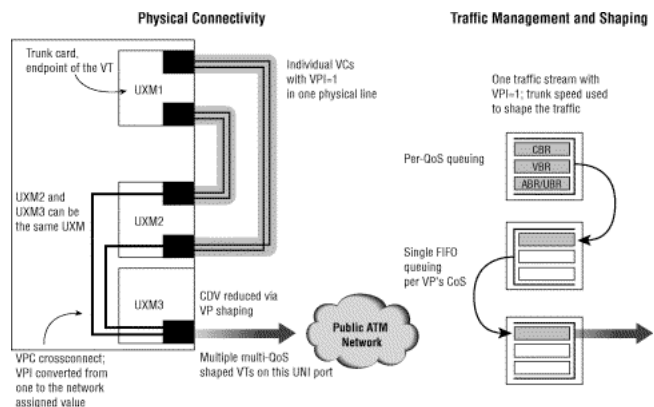 Physical Connectivity
Traffic Management and Shaping
Trunk card,
endpoint of the VT
UXM1
Individual VCs
with VPI=1
in one physical line
UXM2 and
UXM3 can be
the same UXM
UXM2
UXM3
CDV reduced via
VP shaping
Public ATM
Network
Multiple multi-QoS
shaped VTs on this UNI port
VPC crossconnect;
VPI converted from
one to the network
assigned value
One traffic stream with
VPI=1; trunk speed used
to shape the traffic
Per-QoS queuing
CBR
VBR
ABR/UBR
Single FIFO
queuing
per VP's CoS